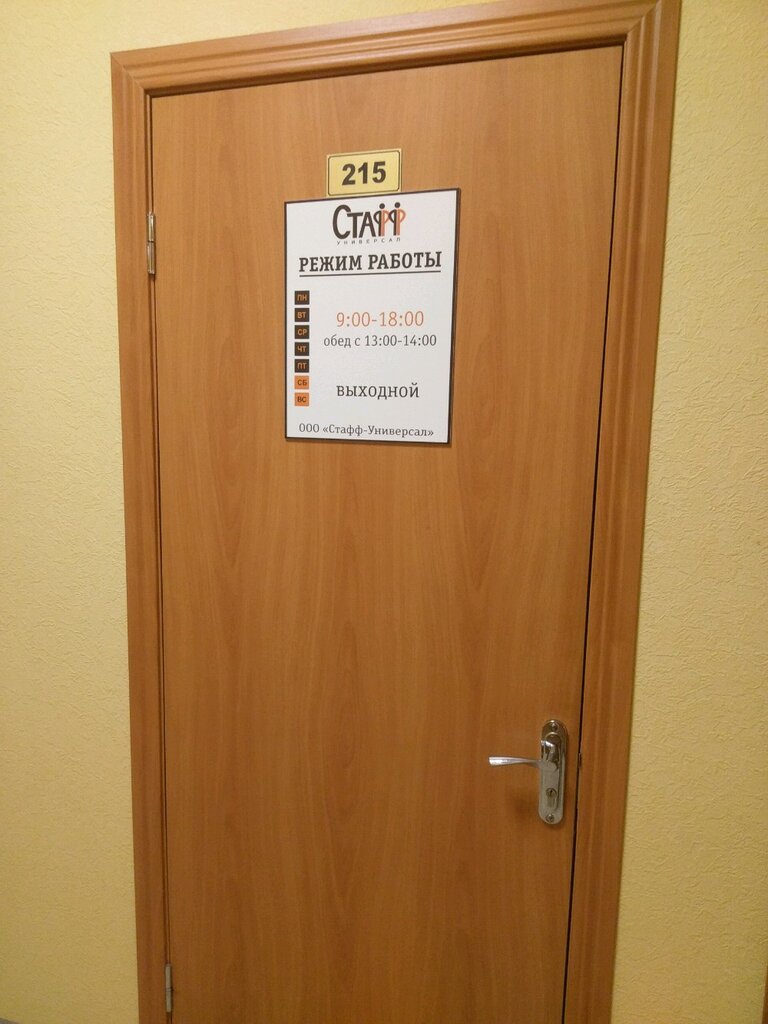 215
СТАФФ
УНИВЕРСАЛ
РЕЖИМ РАБОТЫ
ПН
ВТ
СР
ЧТ
ПТ
СБ
ВС
9:00-18:00
обед с 13:00-14:00
ВЫХОДНОЙ
ООО «Стафф-Универсал»